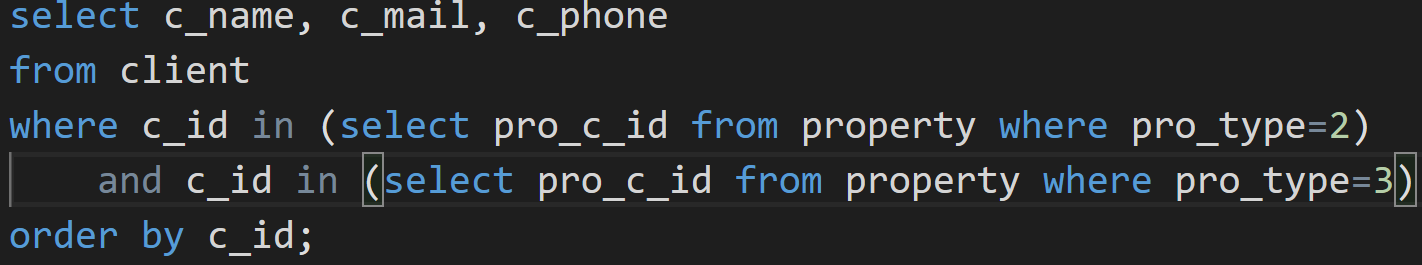 select c_name, c_mail, c_phone
from client
where c_id in (select pro_c_id from property where pro_type=2)
    and c_id in (select pro_c_id from property where pro_type=3)
order by c_id;